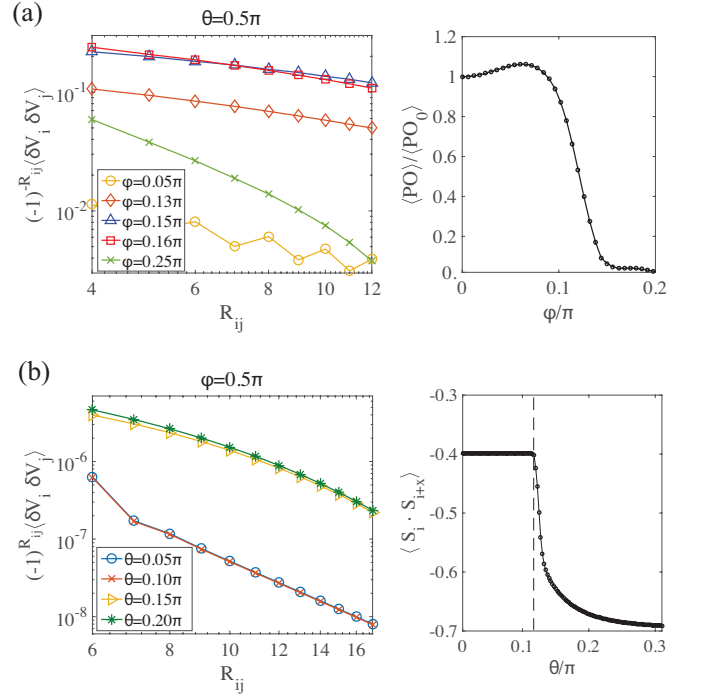 (a)
θ=0.5π
(-1)^-R_ij ⟨δV_i δV_j⟩
10^-1
10^-2
φ=0.05π
φ=0.13π
φ=0.15π
φ=0.16π
φ=0.25π
4 6 8 10 12
R_ij
⟨PO⟩/⟨PO_0⟩
1.2
1.0
0.8
0.6
0.4
0.2
0.
0 0.1 0.2
φ/π
(b)
φ=0.5π
(-1)^R_ij ⟨δV_i δV_j⟩
10^-6
10^-7
10^-8
θ=0.05π
θ=0.10π
θ=0.15π
θ=0.20π
6 8 10 12 14 16
R_ij
⟨ S_i · S_i+x ⟩
-0.3
-0.4
-0.5
-0.6
-0.7
0 0.1 0.2 0.3
θ/π